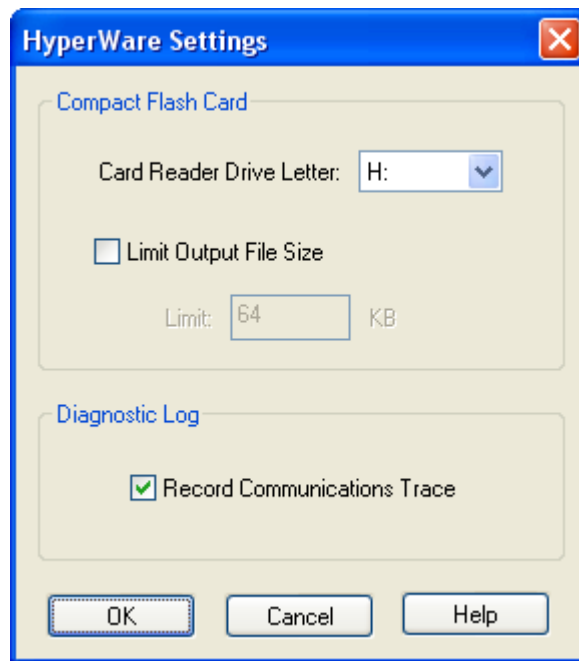 HyperWare Settings
Compact Flash Card
Card Reader Drive Letter: H:
Limit Output File Size
Limit: 64 KB
Diagnostic Log
Record Communications Trace
OK Cancel Help